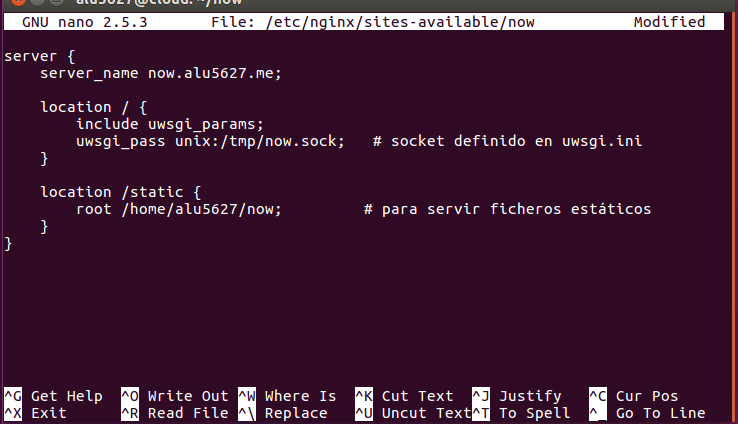 alu5627@cloud: ~/now
GNU nano 2.5.3 File: /etc/nginx/sites-available/now Modified
server {
server_name now.alu5627.me;
location / {
include uwsgi_params;
uwsgi_pass unix:/tmp/now.sock; # socket definido en uwsgi.ini
}
location /static {
root /home/alu5627/now; # para servir ficheros estáticos
}
}
^G Get Help ^O Write Out ^W Where Is ^K Cut Text ^J Justify ^C Cur Pos
^X Exit ^R Read File ^\ Replace ^U Uncut Text ^T To Spell ^_ Go To Line